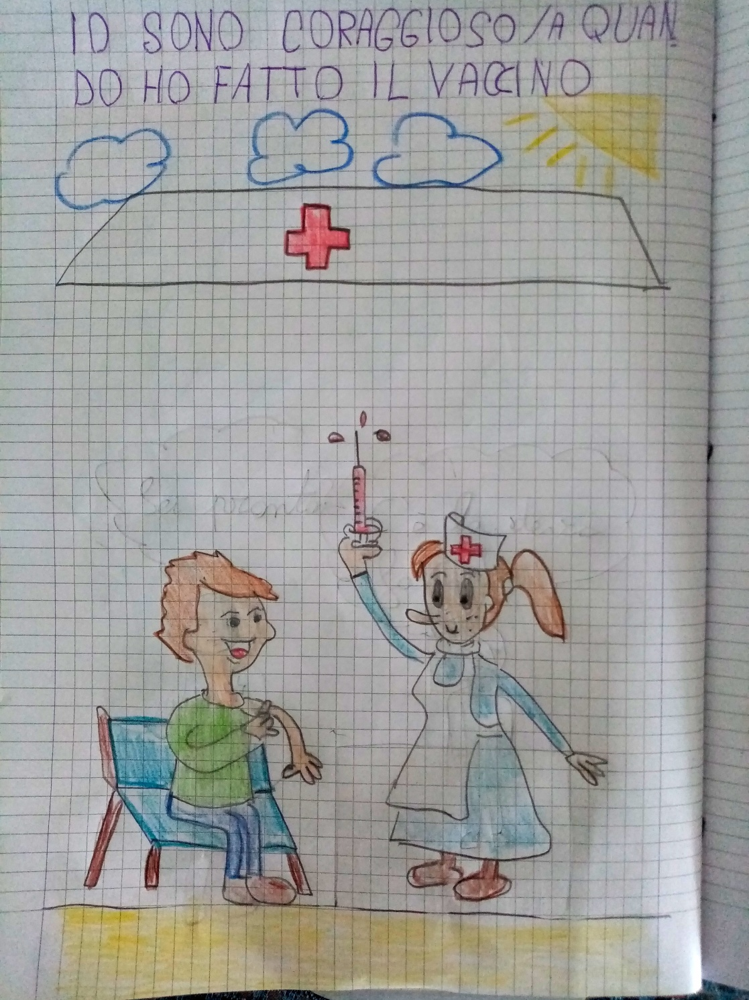 IO SONO CORAGGIOSO/A QUAN
DO HO FATTO IL VACCINO